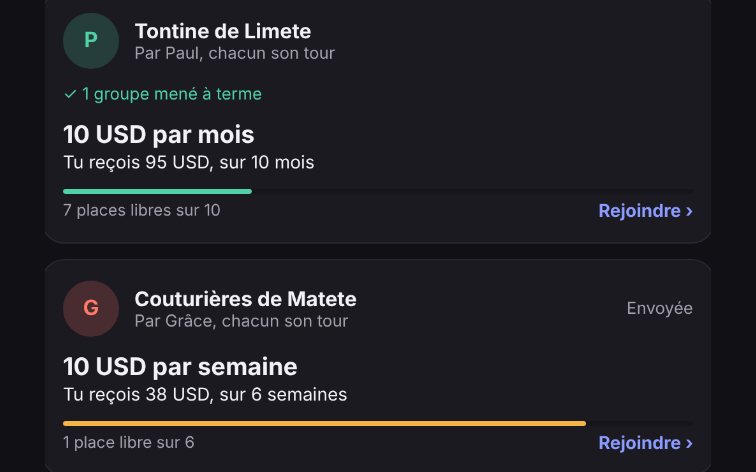 P
Tontine de Limete
Par Paul, chacun son tour
✓ 1 groupe mené à terme
10 USD par mois
Tu reçois 95 USD, sur 10 mois
7 places libres sur 10
Rejoindre ›
G
Couturières de Matete
Par Grâce, chacun son tour
Envoyée
10 USD par semaine
Tu reçois 38 USD, sur 6 semaines
1 place libre sur 6
Rejoindre ›